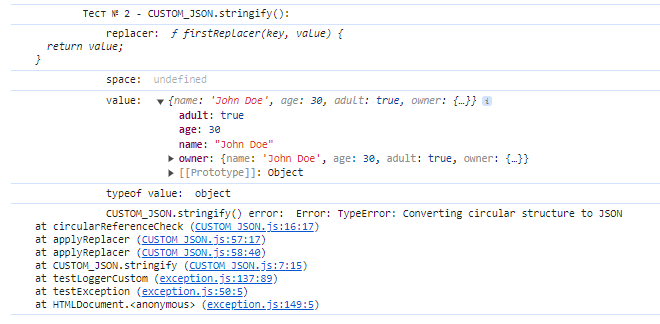 Тест № 2 - CUSTOM_JSON.stringify():
replacer: ƒ firstReplacer(key, value) {
return value;
}
space: undefined
value: ▼ {name: 'John Doe', age: 30, adult: true, owner: {…}} i
adult: true
age: 30
name: "John Doe"
▶ owner: {name: 'John Doe', age: 30, adult: true, owner: {…}}
▶ [[Prototype]]: Object
typeof value: object
CUSTOM_JSON.stringify() error: Error: TypeError: Converting circular structure to JSON
at circularReferenceCheck (CUSTOM_JSON.js:16:17)
at applyReplacer (CUSTOM_JSON.js:57:17)
at applyReplacer (CUSTOM_JSON.js:58:40)
at CUSTOM_JSON.stringify (CUSTOM_JSON.js:7:15)
at testLoggerCustom (exception.js:137:89)
at testException (exception.js:50:5)
at HTMLDocument.<anonymous> (exception.js:149:5)